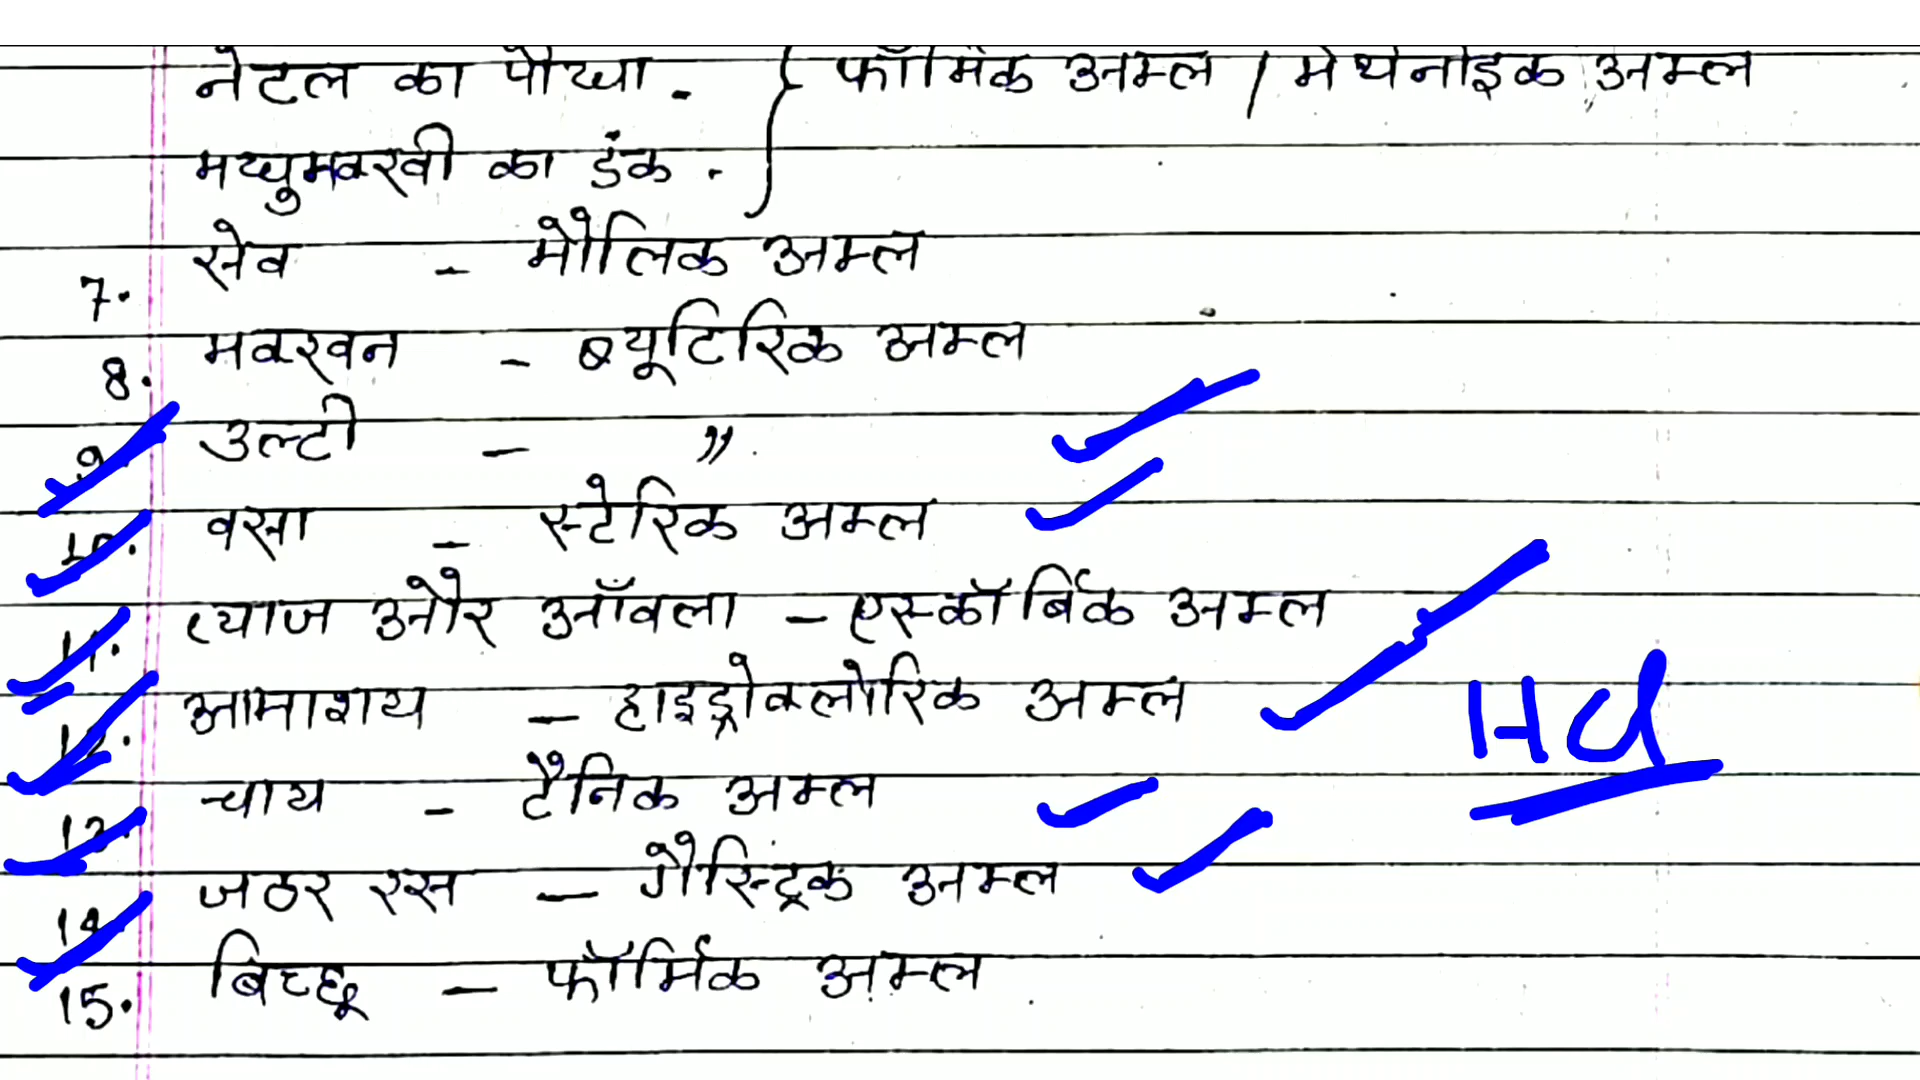 नेटल का पौधा - } फॉर्मिक अम्ल / मेथेनोइक अम्ल
मधुमक्खी का डंक -
7. सेव - मौलिक अम्ल
8. मक्खन - ब्यूटिरिक अम्ल
9. उल्टी - "
10. वसा - स्टेरिक अम्ल
11. प्याज और आँवला - एस्कॉर्बिक अम्ल
12. आमाशय - हाइड्रोक्लोरिक अम्ल HCl
13. चाय - टैनिक अम्ल
14. जठर रस - गैस्ट्रिक अम्ल
15. बिच्छू - फॉर्मिक अम्ल